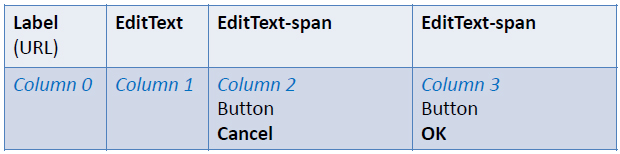 Label EditText EditText-span EditText-span
(URL)
Column 0 Column 1 Column 2 Column 3
Button Button
Cancel OK